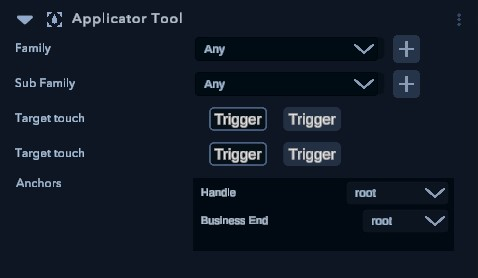 Applicator Tool
Family Any
Sub Family Any
Target touch Trigger Trigger
Target touch Trigger Trigger
Anchors
Handle root
Business End root